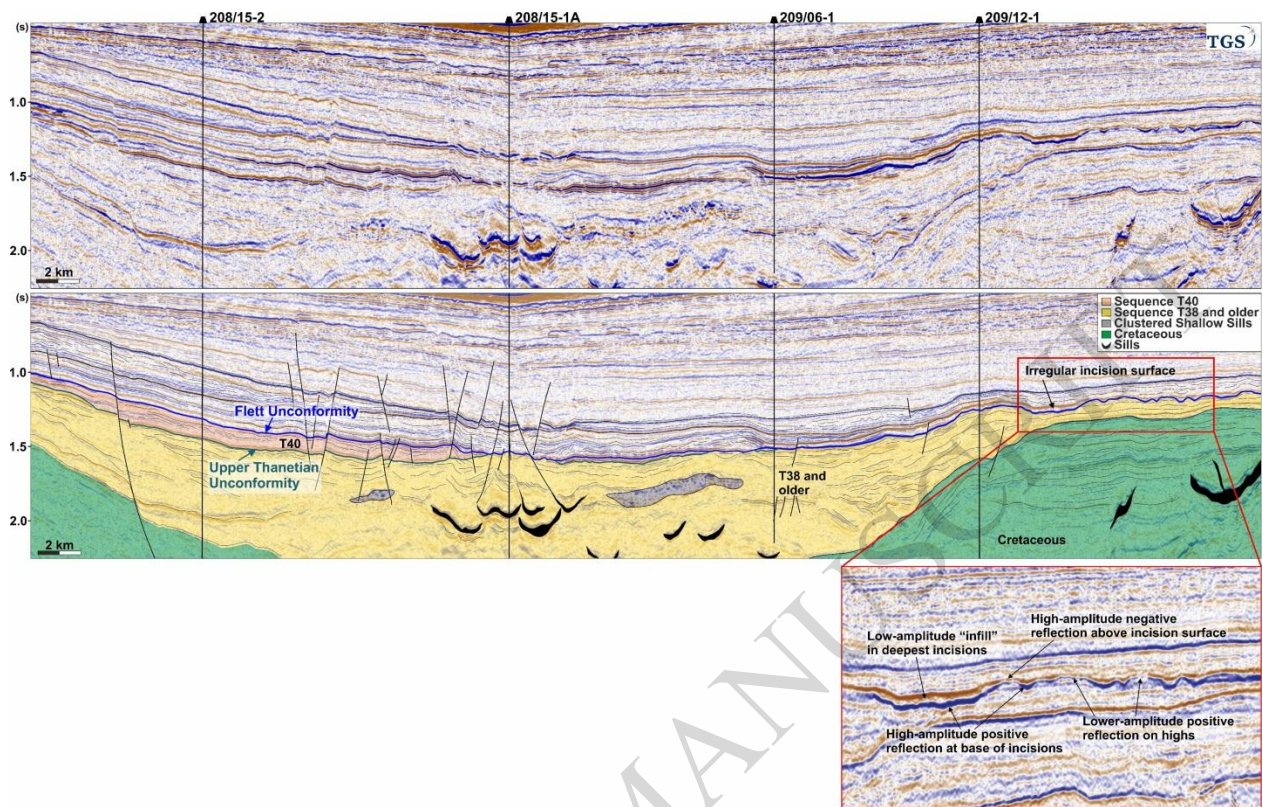 208/15-2
208/15-1A
209/06-1
209/12-1
(s)
TGS
1.0
1.5
2.0
2 km
(s)
Sequence T40
Sequence T38 and older
Clustered Shallow Sills
Cretaceous
Sills
1.0
Irregular incision surface
Flett Unconformity
T40
1.5
Upper Thanetian
Unconformity
T38 and
older
2.0
Cretaceous
2 km
High-amplitude negative
reflection above incision surface
Low-amplitude "infill"
in deepest incisions
High-amplitude positive
reflection at base of incisions
Lower-amplitude positive
reflection on highs
MANUSCRIPT